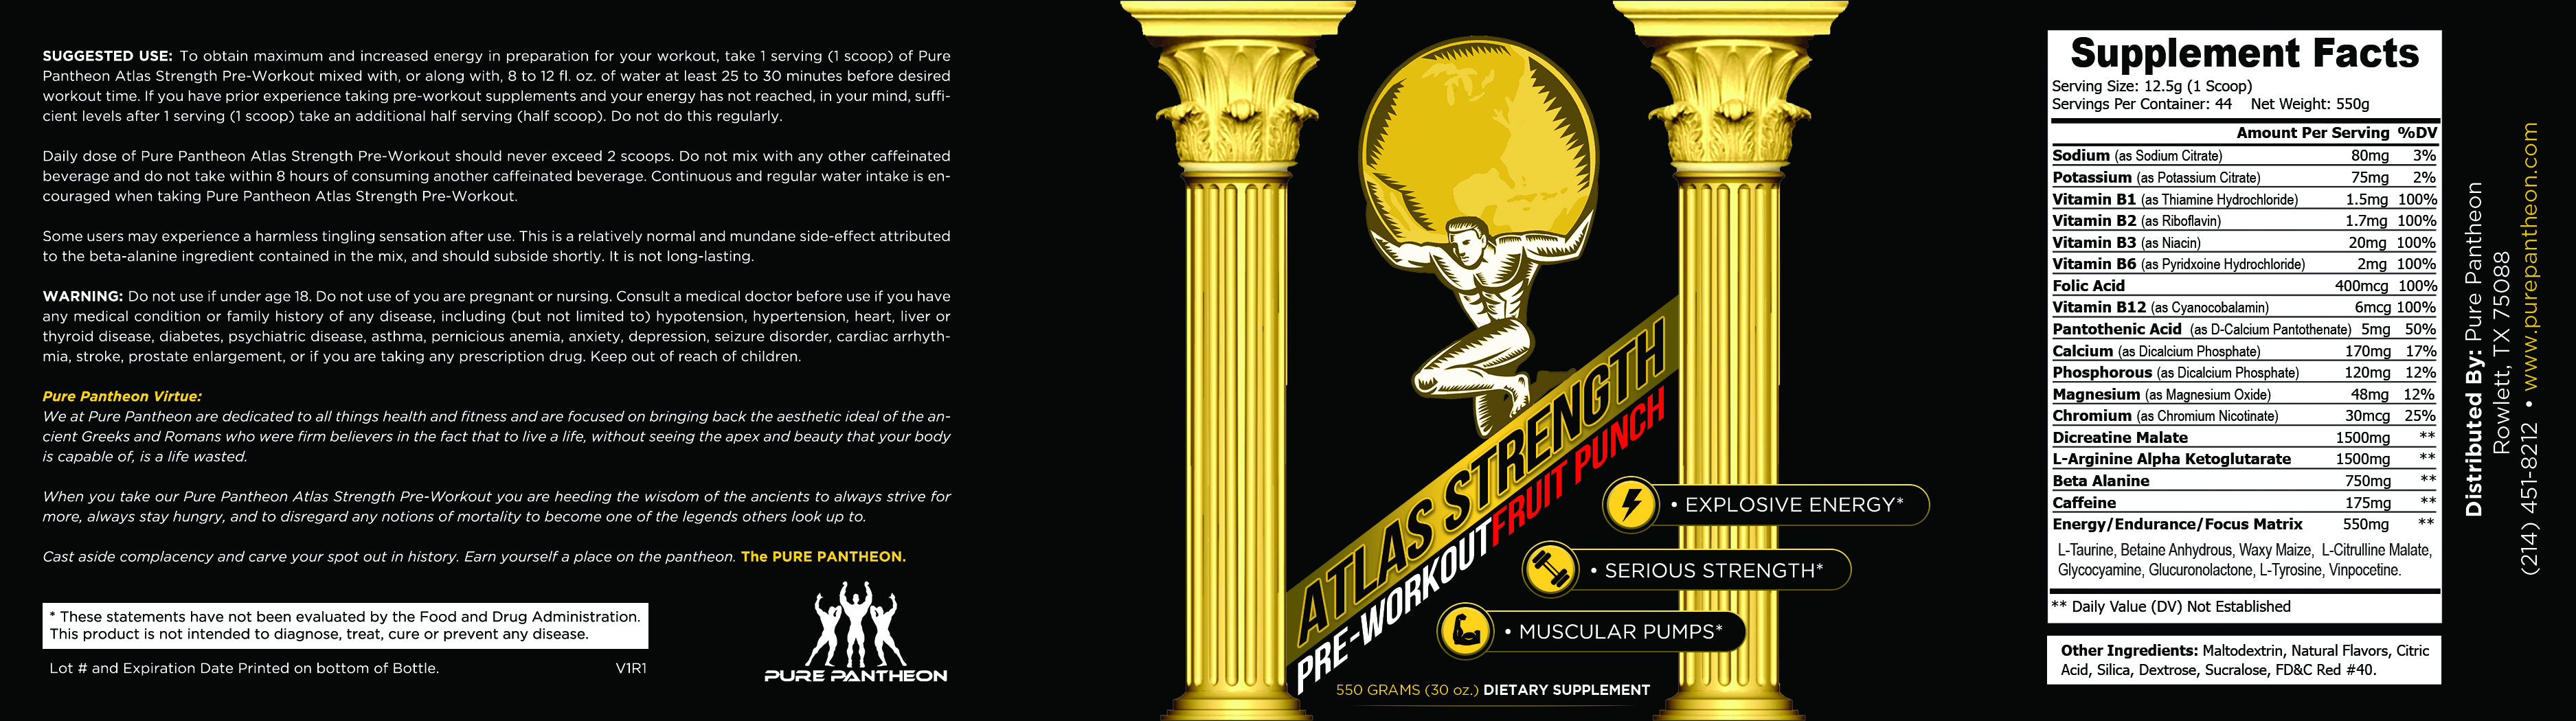 SUGGESTED USE: To obtain maximum and increased energy in preparation for your workout, take 1 serving (1 scoop) of Pure
Pantheon Atlas Strength Pre-Workout mixed with, or along with, 8 to 12 fl. oz. of water at least 25 to 30 minutes before desired
workout time. If you have prior experience taking pre-workout supplements and your energy has not reached, in your mind, suffi-
cient levels after 1 serving (1 scoop) take an additional half serving (half scoop). Do not do this regularly.
Daily dose of Pure Pantheon Atlas Strength Pre-Workout should never exceed 2 scoops. Do not mix with any other caffeinated
beverage and do not take within 8 hours of consuming another caffeinated beverage. Continuous and regular water intake is en-
couraged when taking Pure Pantheon Atlas Strength Pre-Workout.
Some users may experience a harmless tingling sensation after use. This is a relatively normal and mundane side-effect attributed
to the beta-alanine ingredient contained in the mix, and should subside shortly. It is not long-lasting.
WARNING: Do not use if under age 18. Do not use of you are pregnant or nursing. Consult a medical doctor before use if you have
any medical condition or family history of any disease, including (but not limited to) hypotension, hypertension, heart, liver or
thyroid disease, diabetes, psychiatric disease, asthma, pernicious anemia, anxiety, depression, seizure disorder, cardiac arrhyth-
mia, stroke, prostate enlargement, or if you are taking any prescription drug. Keep out of reach of children.
Pure Pantheon Virtue:
We at Pure Pantheon are dedicated to all things health and fitness and are focused on bringing back the aesthetic ideal of the an-
cient Greeks and Romans who were firm believers in the fact that to live a life, without seeing the apex and beauty that your body
is capable of, is a life wasted.
When you take our Pure Pantheon Atlas Strength Pre-Workout you are heeding the wisdom of the ancients to always strive for
more, always stay hungry, and to disregard any notions of mortality to become one of the legends others look up to.
Cast aside complacency and carve your spot out in history. Earn yourself a place on the pantheon. The PURE PANTHEON.
* These statements have not been evaluated by the Food and Drug Administration.
This product is not intended to diagnose, treat, cure or prevent any disease.
Lot # and Expiration Date Printed on bottom of Bottle. V1R1
PURE PANTHEON
ATLAS STRENGTH
PRE-WORKOUT FRUIT PUNCH
• EXPLOSIVE ENERGY*
• SERIOUS STRENGTH*
• MUSCULAR PUMPS*
550 GRAMS (30 oz.) DIETARY SUPPLEMENT
Supplement Facts
Serving Size: 12.5g (1 Scoop)
Servings Per Container: 44 Net Weight: 550g
Amount Per Serving %DV
Sodium (as Sodium Citrate) 80mg 3%
Potassium (as Potassium Citrate) 75mg 2%
Vitamin B1 (as Thiamine Hydrochloride) 1.5mg 100%
Vitamin B2 (as Riboflavin) 1.7mg 100%
Vitamin B3 (as Niacin) 20mg 100%
Vitamin B6 (as Pyridxoine Hydrochloride) 2mg 100%
Folic Acid 400mcg 100%
Vitamin B12 (as Cyanocobalamin) 6mcg 100%
Pantothenic Acid (as D-Calcium Pantothenate) 5mg 50%
Calcium (as Dicalcium Phosphate) 170mg 17%
Phosphorous (as Dicalcium Phosphate) 120mg 12%
Magnesium (as Magnesium Oxide) 48mg 12%
Chromium (as Chromium Nicotinate) 30mcg 25%
Dicreatine Malate 1500mg **
L-Arginine Alpha Ketoglutarate 1500mg **
Beta Alanine 750mg **
Caffeine 175mg **
Energy/Endurance/Focus Matrix 550mg **
L-Taurine, Betaine Anhydrous, Waxy Maize, L-Citrulline Malate,
Glycocyamine, Glucuronolactone, L-Tyrosine, Vinpocetine.
** Daily Value (DV) Not Established
Other Ingredients: Maltodextrin, Natural Flavors, Citric
Acid, Silica, Dextrose, Sucralose, FD&C Red #40.
Distributed By: Pure Pantheon
Rowlett, TX 75088
(214) 451-8212 • www.purepantheon.com